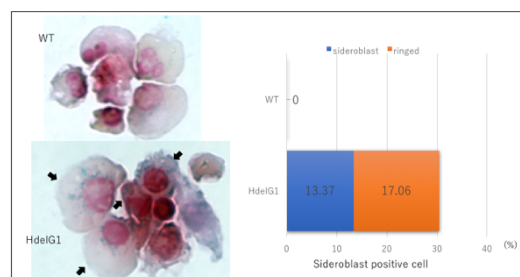 WT
HdelG1
sideroblast ringed
WT 0
HdelG1 13.37 17.06
0 10 20 30 40 (%)
Sideroblast positive cell